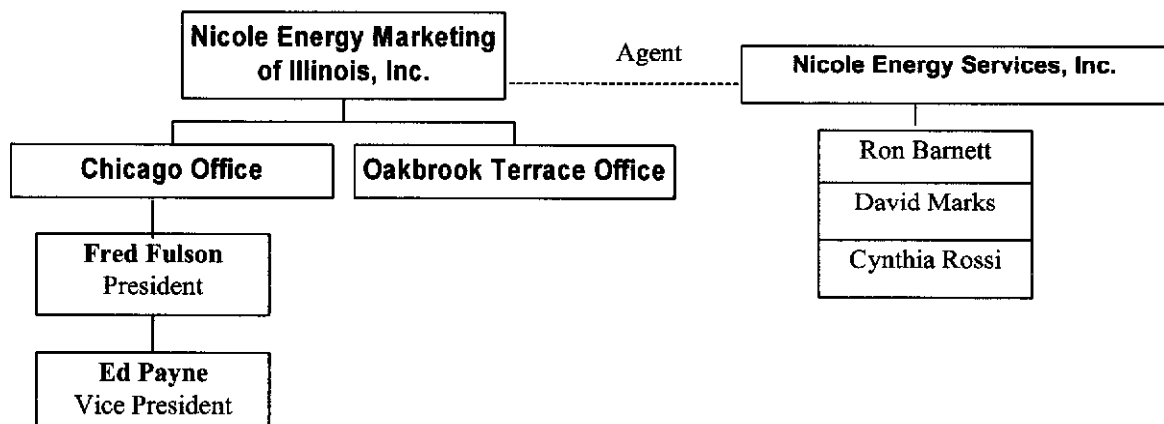 Nicole Energy Marketing
of Illinois, Inc.
Agent
Nicole Energy Services, Inc.
Chicago Office
Oakbrook Terrace Office
Ron Barnett
David Marks
Cynthia Rossi
Fred Fulson
President
Ed Payne
Vice President